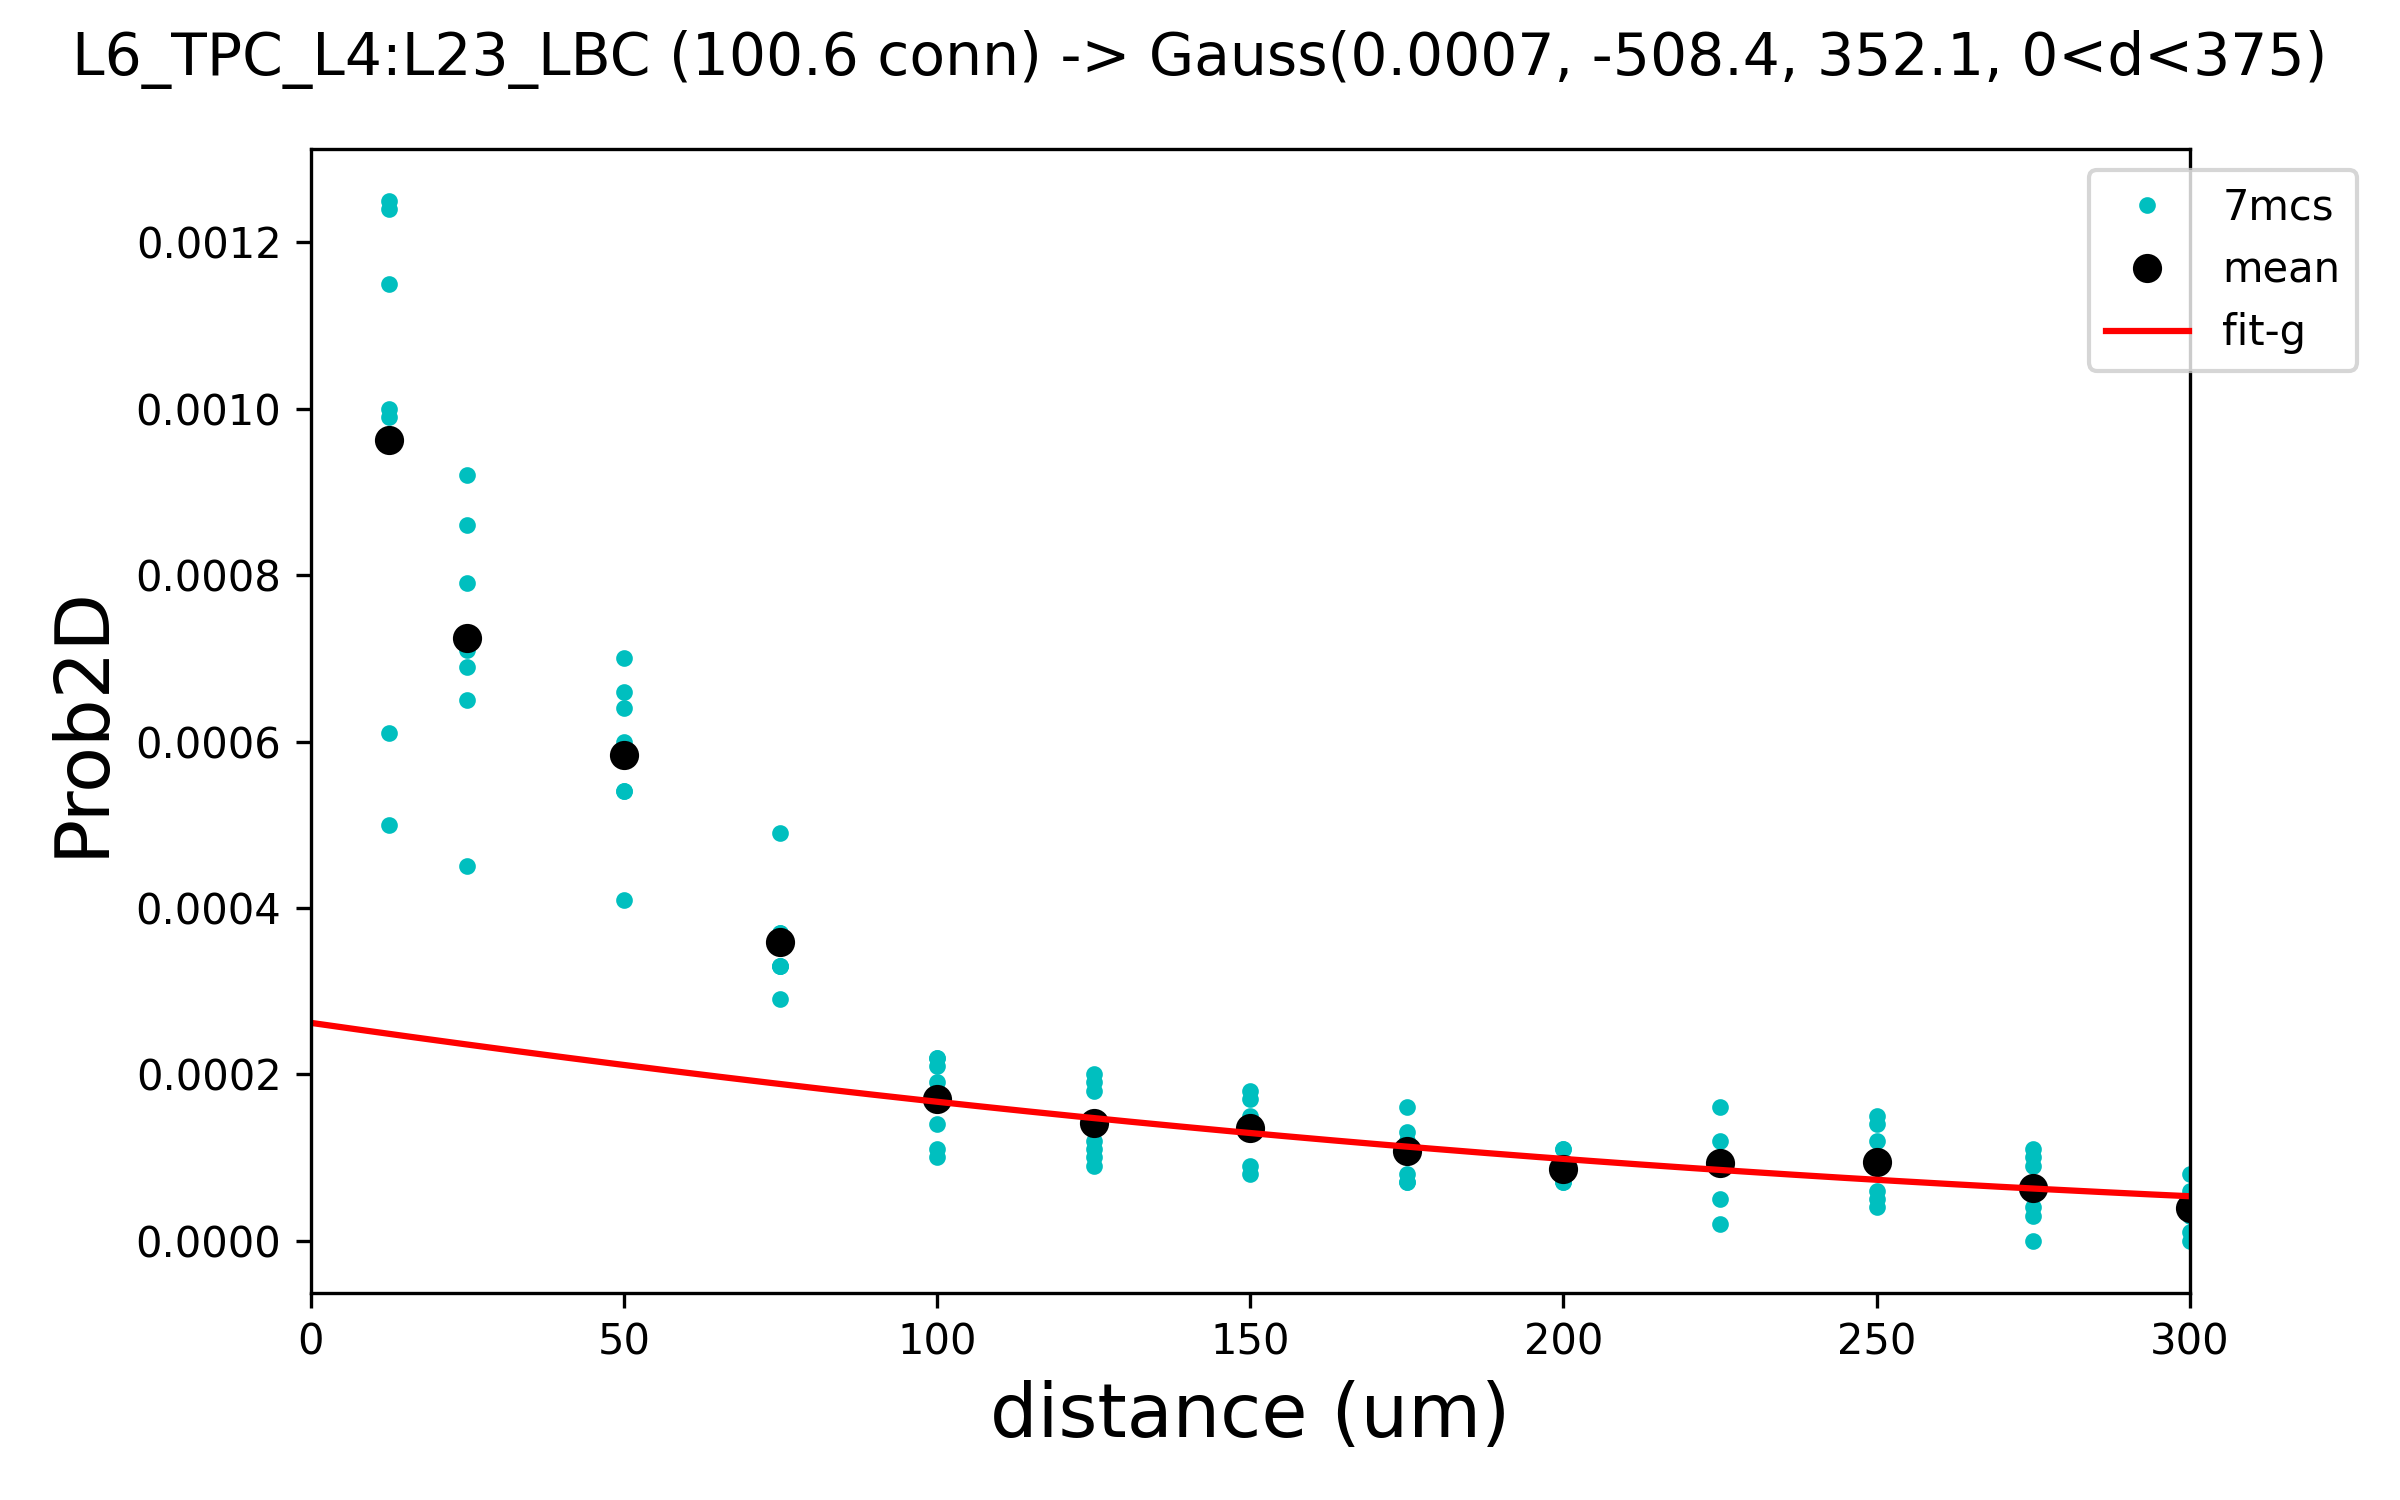 L6_TPC_L4:L23_LBC (100.6 conn) -> Gauss(0.0007, -508.4, 352.1, 0<d<375)
7mcs
mean
fit-g
Prob2D
0.0012
0.0010
0.0008
0.0006
0.0004
0.0002
0.0000
0 50 100 150 200 250 300
distance (um)